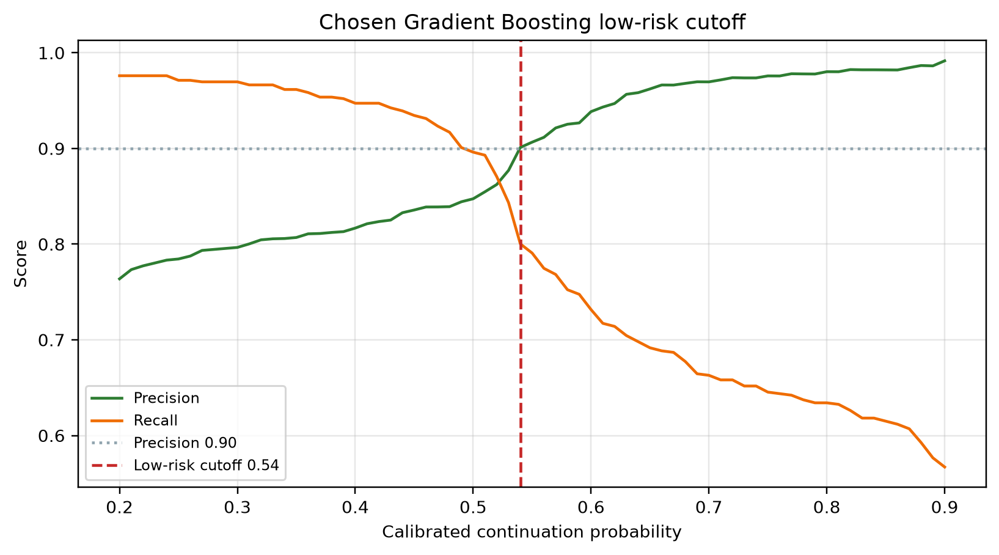 Chosen Gradient Boosting low-risk cutoff
Score
1.0
0.9
0.8
0.7
0.6
Precision
Recall
Precision 0.90
Low-risk cutoff 0.54
0.2 0.3 0.4 0.5 0.6 0.7 0.8 0.9
Calibrated continuation probability